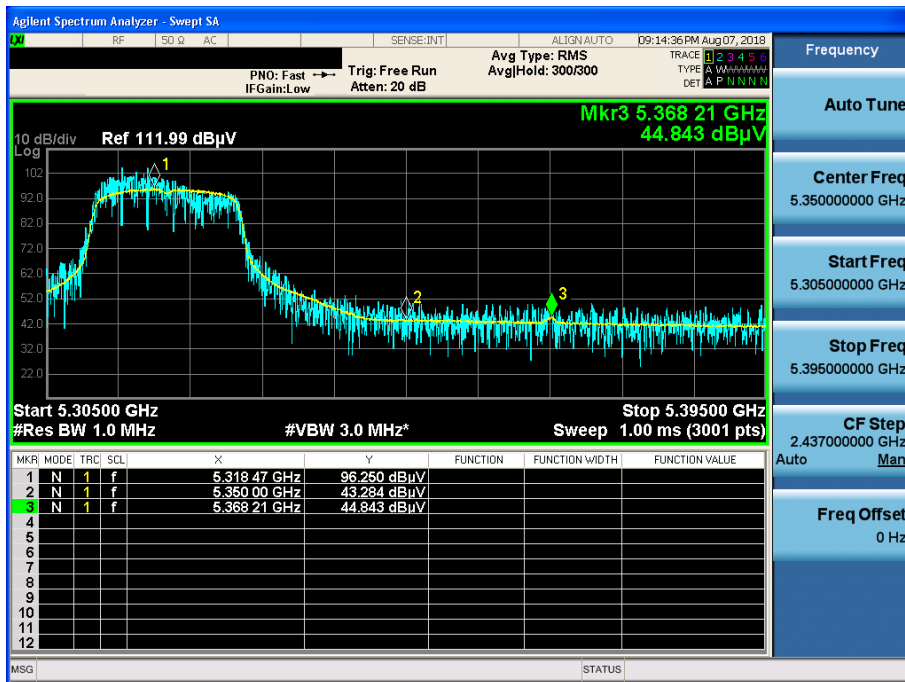 Agilent Spectrum Analyzer - Swept SA
LXI RF 50 Ω AC SENSE:INT ALIGN AUTO 09:14:36 PM Aug 07, 2018
PNO: Fast Trig: Free Run Avg Type: RMS TRACE 1 2 3 4 5 6
IFGain:Low Atten: 20 dB Avg|Hold: 300/300 TYPE A WWWWW
DET A P N N N N
Mkr3 5.368 21 GHz
44.843 dBµV
10 dB/div Ref 111.99 dBµV
Log
102
92.0
82.0
72.0
62.0
52.0
42.0
32.0
22.0
1
2
3
Start 5.30500 GHz Stop 5.39500 GHz
#Res BW 1.0 MHz #VBW 3.0 MHz* Sweep 1.00 ms (3001 pts)
MKR MODE TRC SCL X Y FUNCTION FUNCTION WIDTH FUNCTION VALUE
1 N 1 f 5.318 47 GHz 96.250 dBµV
2 N 1 f 5.350 00 GHz 43.284 dBµV
3 N 1 f 5.368 21 GHz 44.843 dBµV
4
5
6
7
8
9
10
11
12
MSG STATUS
Frequency
Auto Tune
Center Freq
5.350000000 GHz
Start Freq
5.305000000 GHz
Stop Freq
5.395000000 GHz
CF Step
2.437000000 GHz
Auto Man
Freq Offset
0 Hz